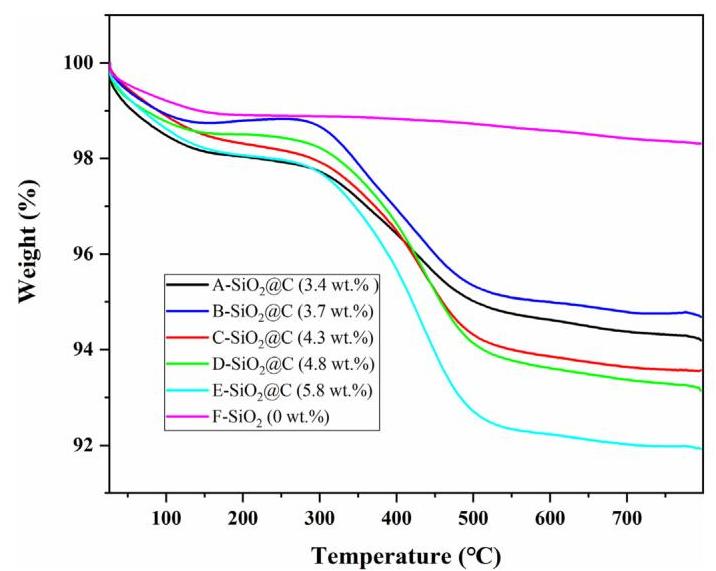 100
98
96
94
92
Weight (%)
A-SiO₂@C (3.4 wt.% )
B-SiO₂@C (3.7 wt.%)
C-SiO₂@C (4.3 wt.%)
D-SiO₂@C (4.8 wt.%)
E-SiO₂@C (5.8 wt.%)
F-SiO₂ (0 wt.%)
100 200 300 400 500 600 700
Temperature (℃)